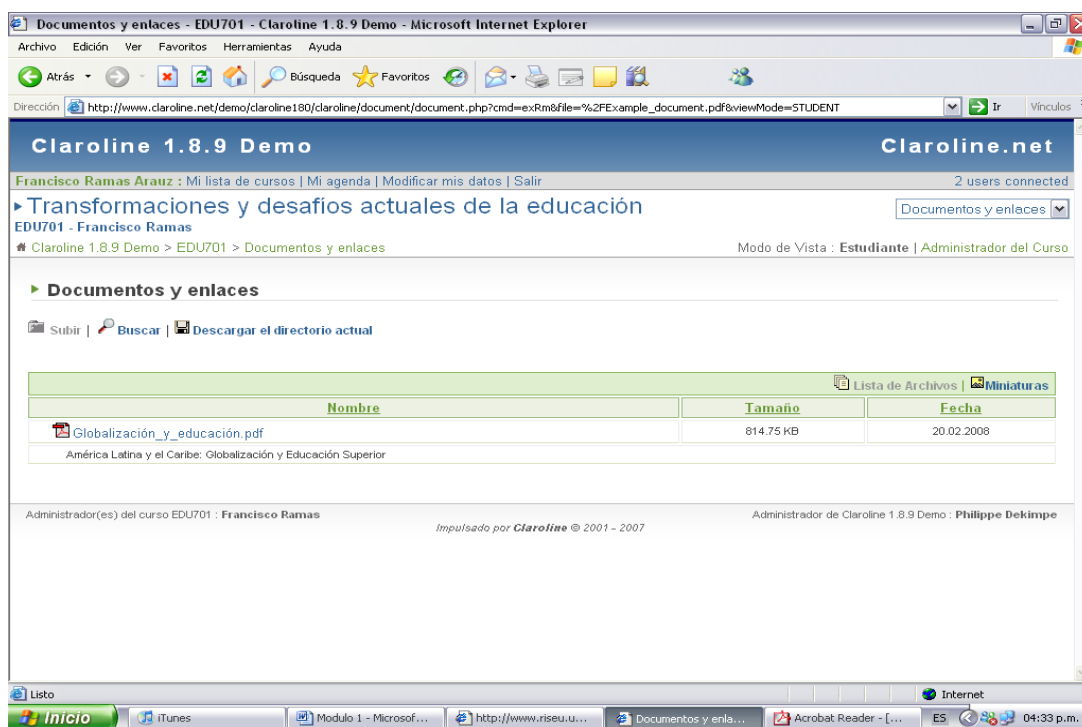 Documentos y enlaces - EDU701 - Claroline 1.8.9 Demo - Microsoft Internet Explorer
Archivo Edición Ver Favoritos Herramientas Ayuda
Atrás Búsqueda Favoritos
Dirección http://www.claroline.net/demo/claroline180/claroline/document/document.php?cmd=exRm&file=%2FExample_document.pdf&viewMode=STUDENT Ir Vínculos
Claroline 1.8.9 Demo Claroline.net
Francisco Ramas Arauz : Mi lista de cursos | Mi agenda | Modificar mis datos | Salir 2 users connected
Transformaciones y desafíos actuales de la educación Documentos y enlaces
EDU701 - Francisco Ramas
Claroline 1.8.9 Demo > EDU701 > Documentos y enlaces Modo de Vista : Estudiante | Administrador del Curso
Documentos y enlaces
Subir | Buscar | Descargar el directorio actual
Lista de Archivos | Miniaturas
Nombre Tamaño Fecha
Globalización_y_educación.pdf 814.75 KB 20.02.2008
América Latina y el Caribe: Globalización y Educación Superior
Administrador(es) del curso EDU701 : Francisco Ramas Administrador de Claroline 1.8.9 Demo : Philippe Dekimpe
Impulsado por Claroline © 2001 - 2007
Listo Internet
Inicio iTunes Modulo 1 - Microsof... http://www.riseu.u... Documentos y enla... Acrobat Reader - [... ES 04:33 p.m.